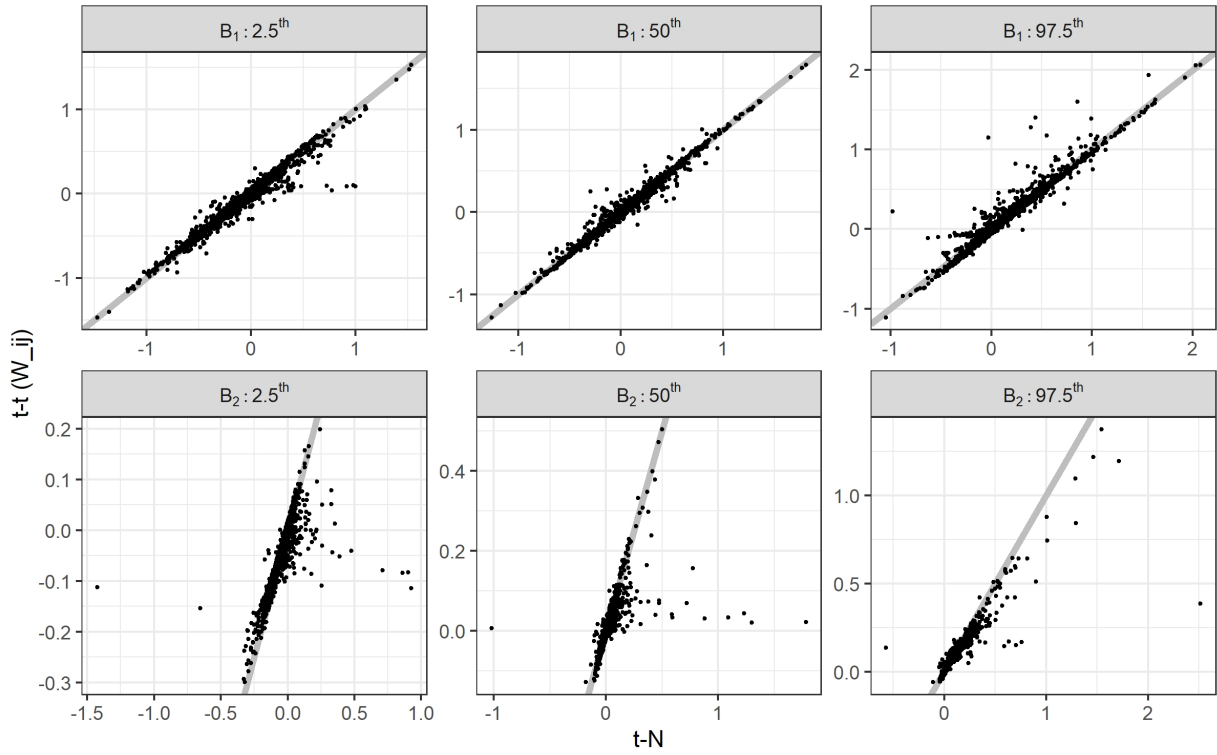 B₁ : 2.5ᵗʰ B₁ : 50ᵗʰ B₁ : 97.5ᵗʰ
1 1 2
0 0 1
-1 -1 0
-1
-1 0 1 -1 0 1 -1 0 1 2
t-t (W_ij)
B₂ : 2.5ᵗʰ B₂ : 50ᵗʰ B₂ : 97.5ᵗʰ
0.2 0.4 1.0
0.1 0.2 0.5
0.0 0.0 0.0
-0.1
-0.2
-0.3
-1.5 -1.0 -0.5 0.0 0.5 1.0 -1 0 1 0 1 2
t-N